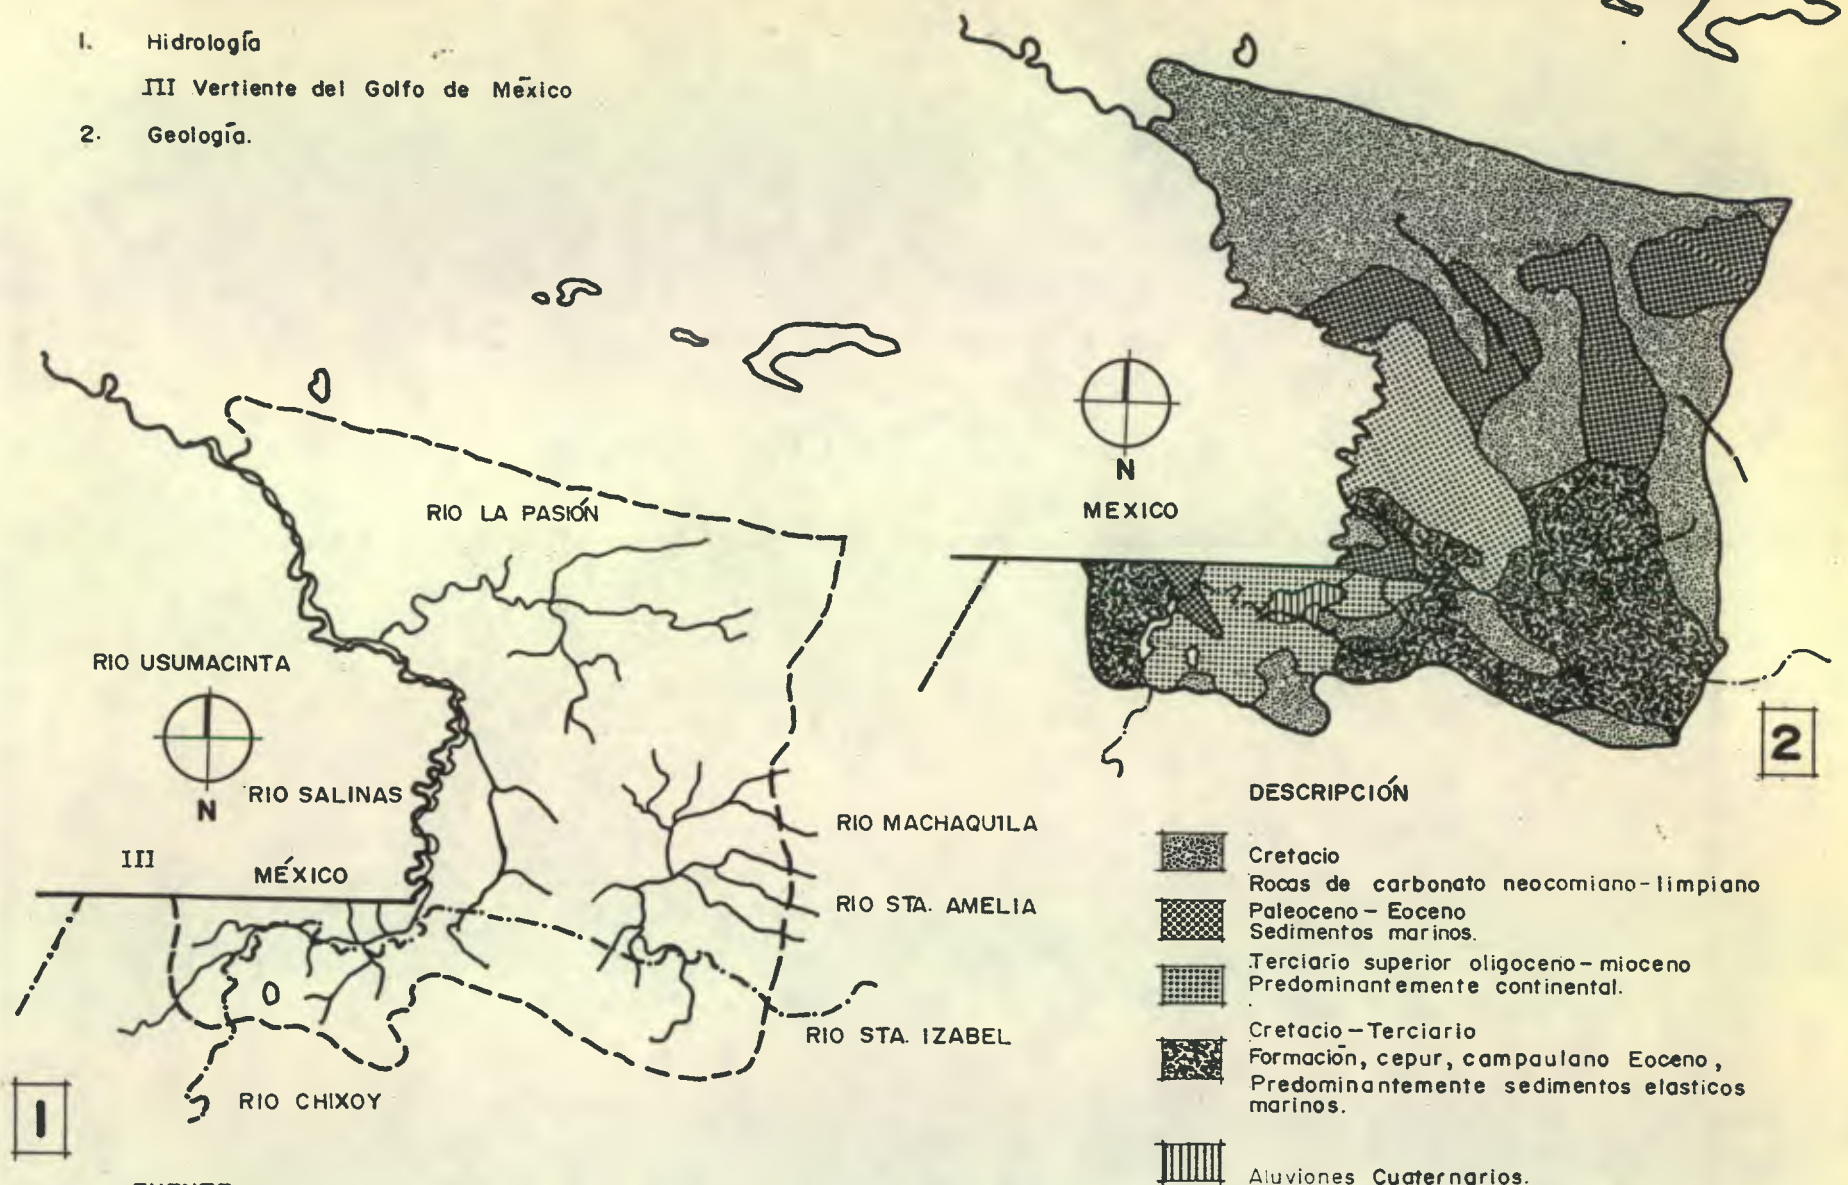 1. Hidrología
III Vertiente del Golfo de México
2. Geología.
RIO LA PASIÓN
RIO USUMACINTA
N
RIO SALINAS
III
MÉXICO
RIO MACHAQUILA
RIO STA. AMELIA
RIO STA. IZABEL
RIO CHIXOY
1
N
MEXICO
2
DESCRIPCIÓN
Cretacio
Rocas de carbonato neocomiano-limpiano
Paleoceno-Eoceno
Sedimentos marinos.
Terciario superior oligoceno-mioceno
Predominantemente continental.
Cretacio-Terciario
Formación, cepur, campaulano Eoceno,
Predominantemente sedimentos elasticos
marinos.
Aluviones Cuaternarios.